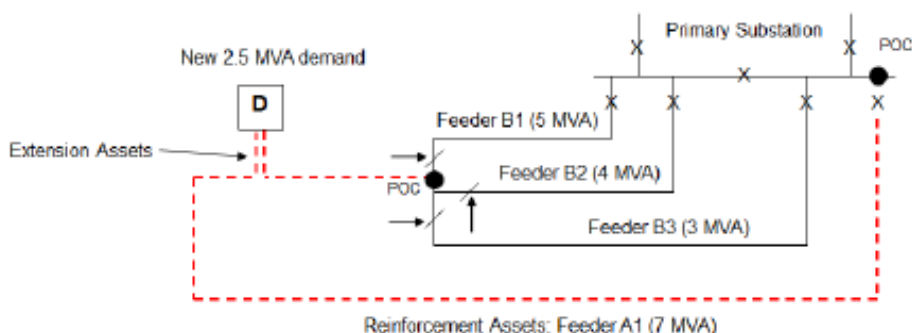 Primary Substation
POC
New 2.5 MVA demand
D
X
X
X
X
X
X
X
Feeder B1 (5 MVA)
Extension Assets
Feeder B2 (4 MVA)
POC
Feeder B3 (3 MVA)
Reinforcement Assets: Feeder A1 (7 MVA)